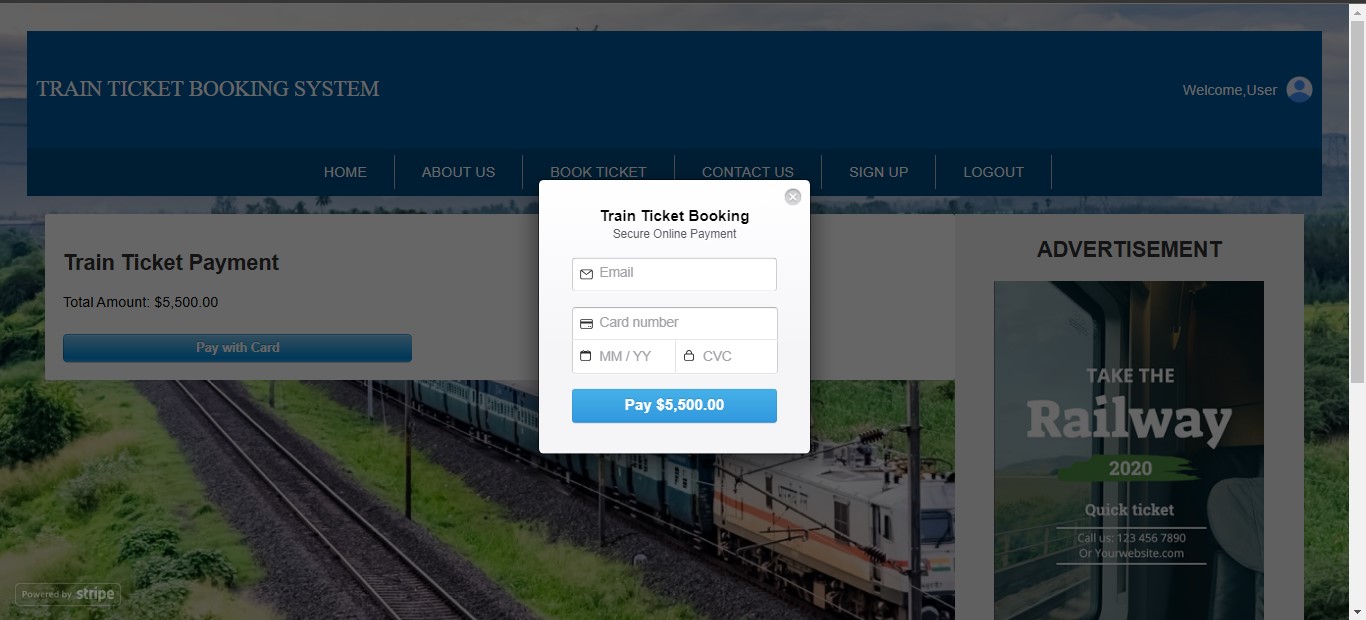 TRAIN TICKET BOOKING SYSTEM
Welcome,User
HOME
ABOUT US
BOOK TICKET
CONTACT US
SIGN UP
LOGOUT
Train Ticket Booking
Secure Online Payment
Email
Card number
MM / YY
CVC
Pay $5,500.00
Train Ticket Payment
Total Amount: $5,500.00
Pay with Card
ADVERTISEMENT
TAKE THE
Railway
2020
Quick ticket
Call us: 123 456 7890
Or Yourwebsite.com
Powered by stripe